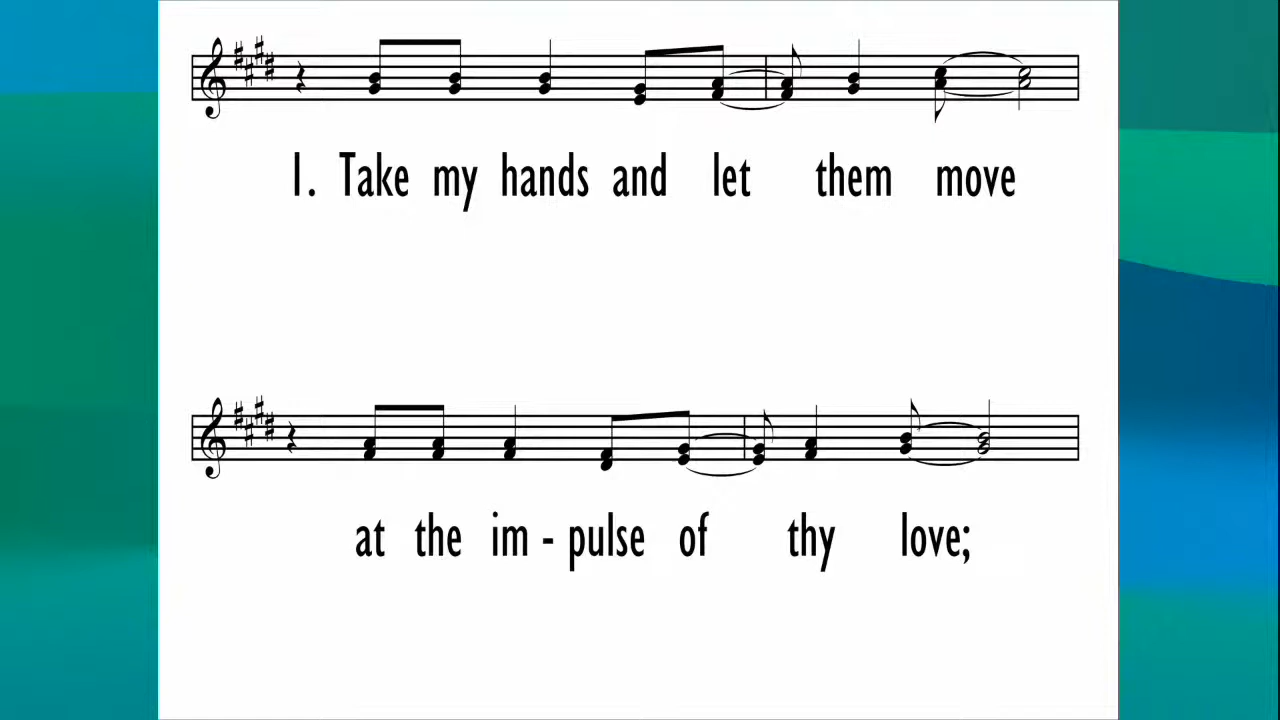 1. Take my hands and let them move
at the im - pulse of thy love;